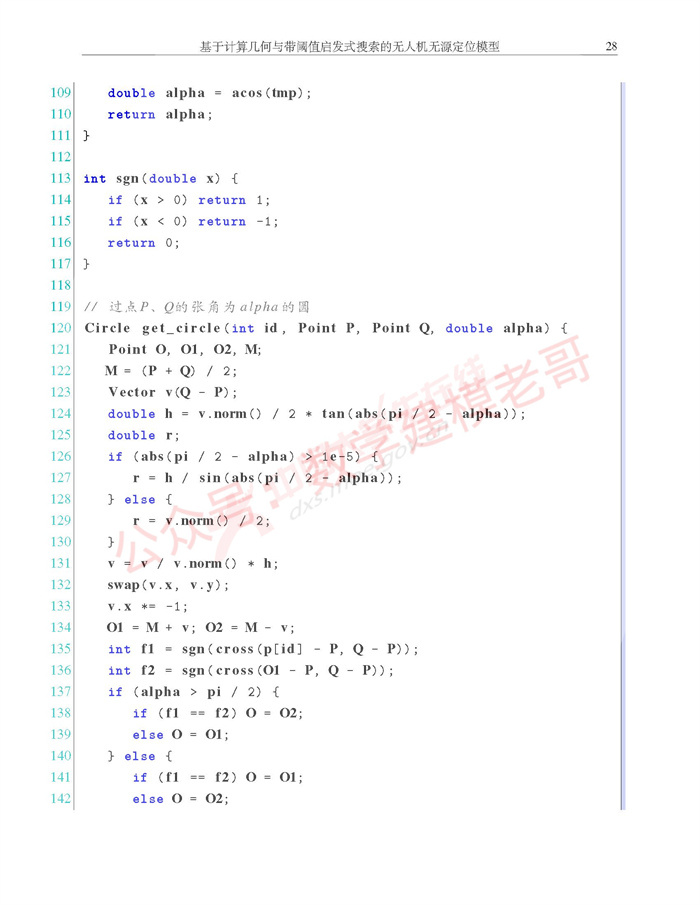 基于计算几何与带阈值启发式搜索的无人机无源定位模型 28
109 double alpha = acos(tmp);
110 return alpha;
111 }
112
113 int sgn(double x) {
114 if (x > 0) return 1;
115 if (x < 0) return -1;
116 return 0;
117 }
118
119 // 过点P、Q的张角为alpha的圆
120 Circle get_circle(int id, Point P, Point Q, double alpha) {
121 Point O, O1, O2, M;
122 M = (P + Q) / 2;
123 Vector v(Q - P);
124 double h = v.norm() / 2 * tan(abs(pi / 2 - alpha));
125 double r;
126 if (abs(pi / 2 - alpha) > 1e-5) {
127 r = h / sin(abs(pi / 2 - alpha));
128 } else {
129 r = v.norm() / 2;
130 }
131 v = v / v.norm() * h;
132 swap(v.x, v.y);
133 v.x *= -1;
134 O1 = M + v; O2 = M - v;
135 int f1 = sgn(cross(p[id] - P, Q - P));
136 int f2 = sgn(cross(O1 - P, Q - P));
137 if (alpha > pi / 2) {
138 if (f1 == f2) O = O2;
139 else O = O1;
140 } else {
141 if (f1 == f2) O = O1;
142 else O = O2;
公众号:数学建模老哥